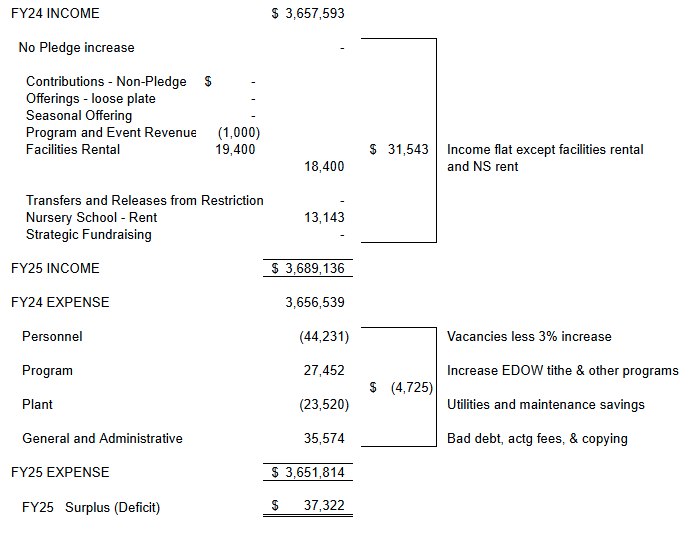 FY24 INCOME $ 3,657,593
No Pledge increase -
Contributions - Non-Pledge $ -
Offerings - loose plate -
Seasonal Offering -
Program and Event Revenue (1,000)
Facilities Rental 19,400 $ 31,543 Income flat except facilities rental
18,400 and NS rent
Transfers and Releases from Restriction -
Nursery School - Rent 13,143
Strategic Fundraising -
FY25 INCOME $ 3,689,136
FY24 EXPENSE 3,656,539
Personnel (44,231) Vacancies less 3% increase
Program 27,452 Increase EDOW tithe & other programs
$ (4,725)
Plant (23,520) Utilities and maintenance savings
General and Administrative 35,574 Bad debt, actg fees, & copying
FY25 EXPENSE $ 3,651,814
FY25 Surplus (Deficit) $ 37,322